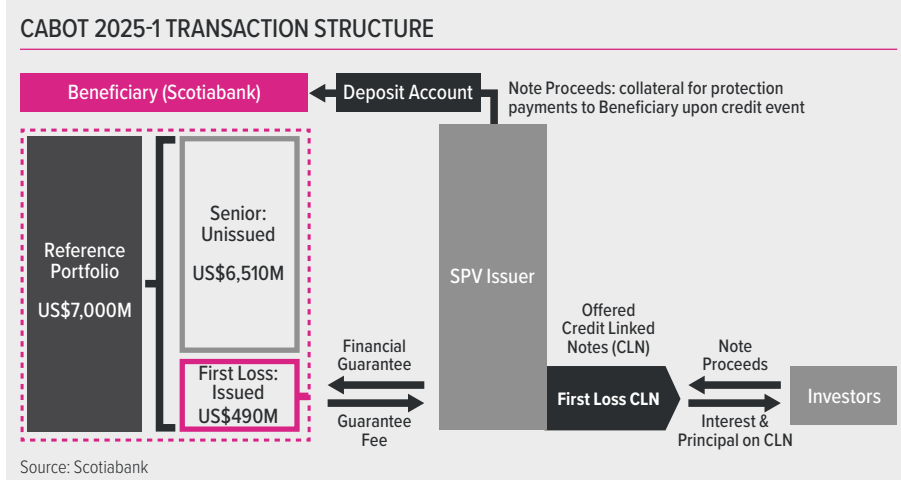 CABOT 2025-1 TRANSACTION STRUCTURE
Beneficiary (Scotiabank)
Deposit Account
Note Proceeds: collateral for protection
payments to Beneficiary upon credit event
Reference
Portfolio
US$7,000M
Senior:
Unissued
US$6,510M
First Loss:
Issued
US$490M
Financial
Guarantee
Guarantee
Fee
SPV Issuer
Offered
Credit Linked
Notes (CLN)
First Loss CLN
Note
Proceeds
Interest &
Principal on CLN
Investors
Source: Scotiabank